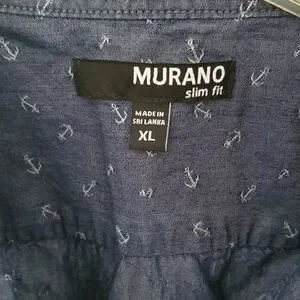 MURANO
slim fit
MADE IN
SRI LANKA
XL